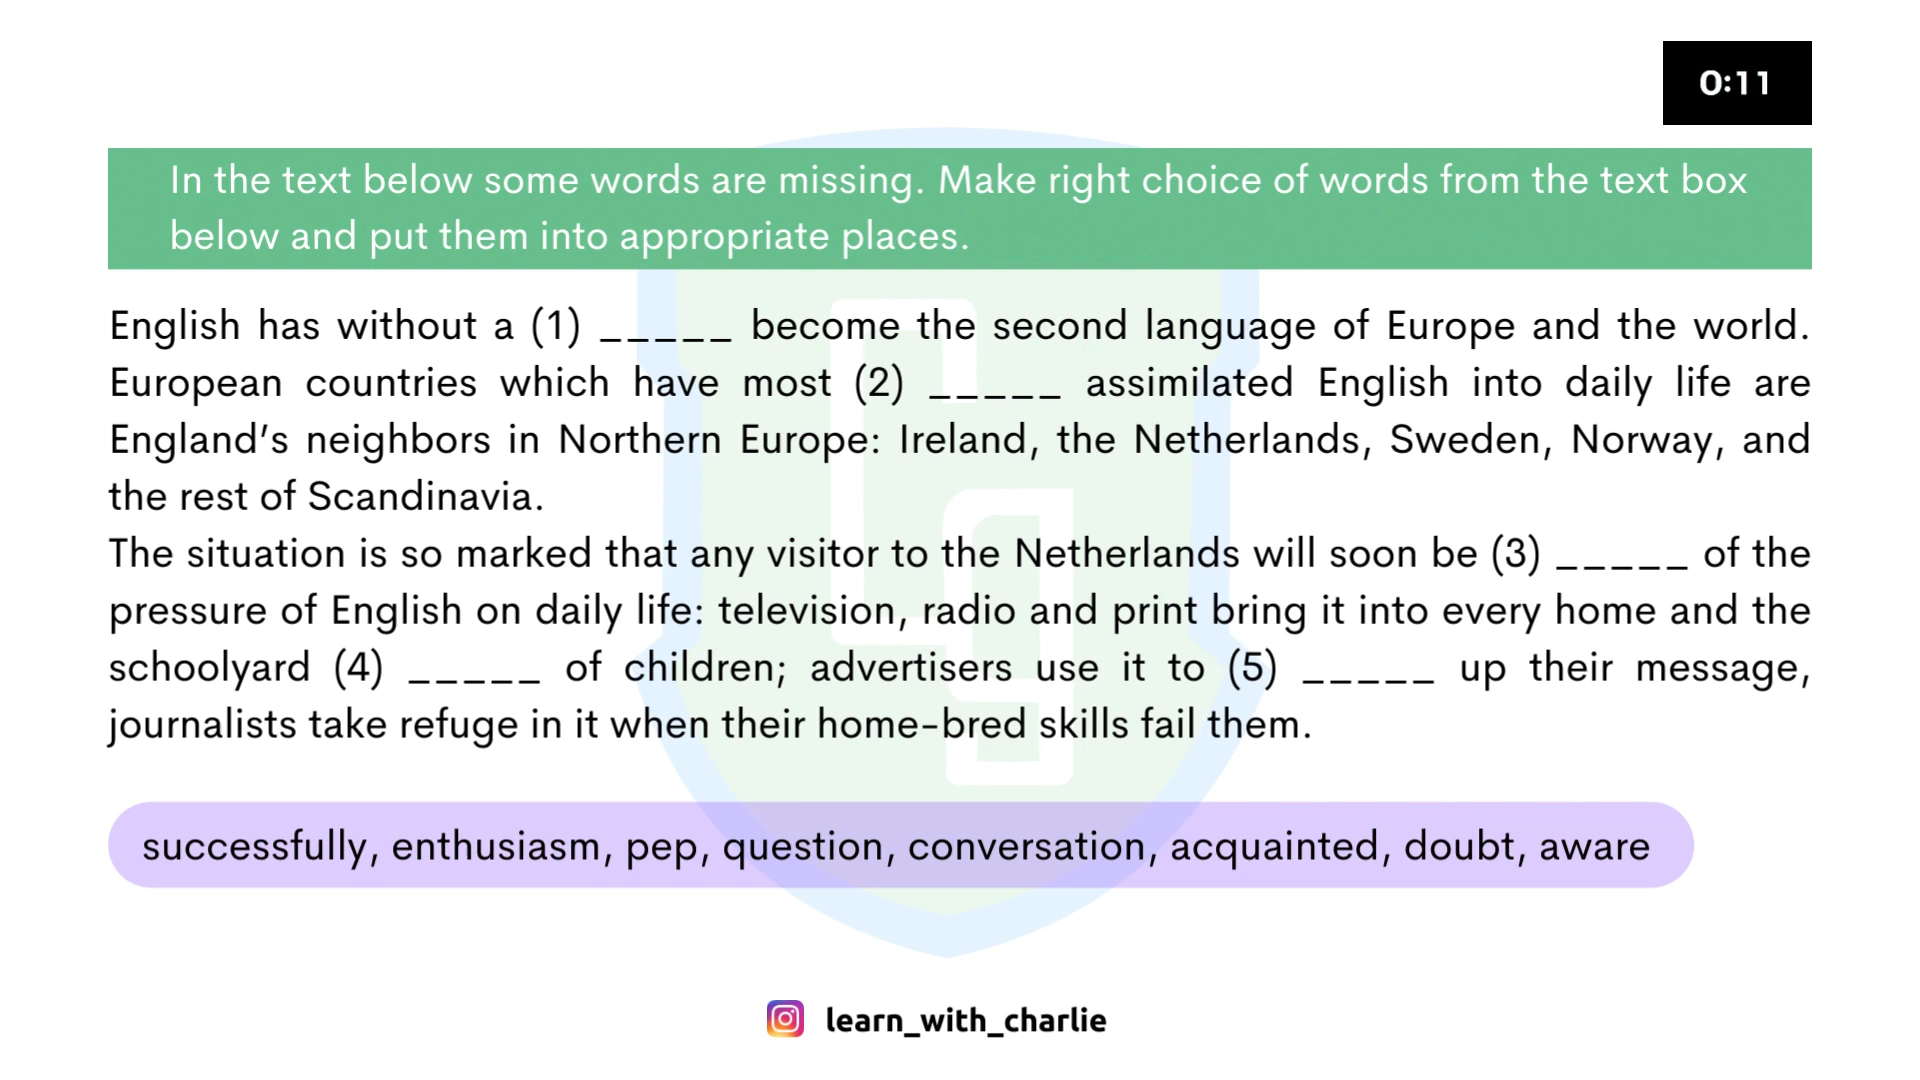 0:11
In the text below some words are missing. Make right choice of words from the text box
below and put them into appropriate places.
English has without a (1) _____ become the second language of Europe and the world.
European countries which have most (2) _____ assimilated English into daily life are
England's neighbors in Northern Europe: Ireland, the Netherlands, Sweden, Norway, and
the rest of Scandinavia.
The situation is so marked that any visitor to the Netherlands will soon be (3) _____ of the
pressure of English on daily life: television, radio and print bring it into every home and the
schoolyard (4) _____ of children; advertisers use it to (5) _____ up their message,
journalists take refuge in it when their home-bred skills fail them.
successfully, enthusiasm, pep, question, conversation, acquainted, doubt, aware
learn_with_charlie